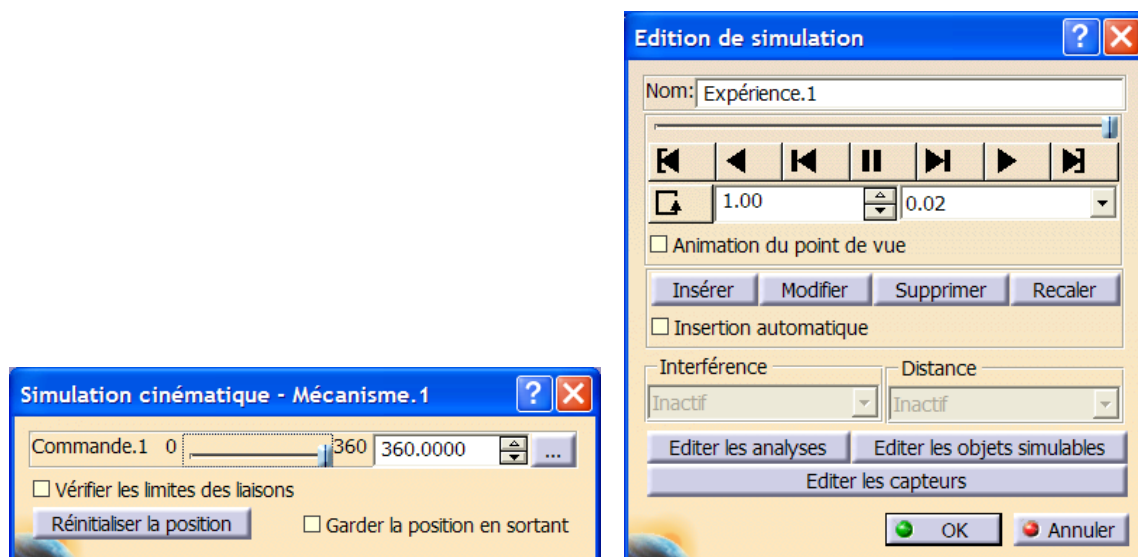 Simulation cinématique - Mécanisme.1
Commande.1 0 360 360.0000 ...
Vérifier les limites des liaisons
Réinitialiser la position Garder la position en sortant
Edition de simulation
Nom: Expérience.1
1.00 0.02
Animation du point de vue
Insérer Modifier Supprimer Recaler
Insertion automatique
Interférence Distance
Inactif Inactif
Editer les analyses Editer les objets simulables
Editer les capteurs
OK Annuler